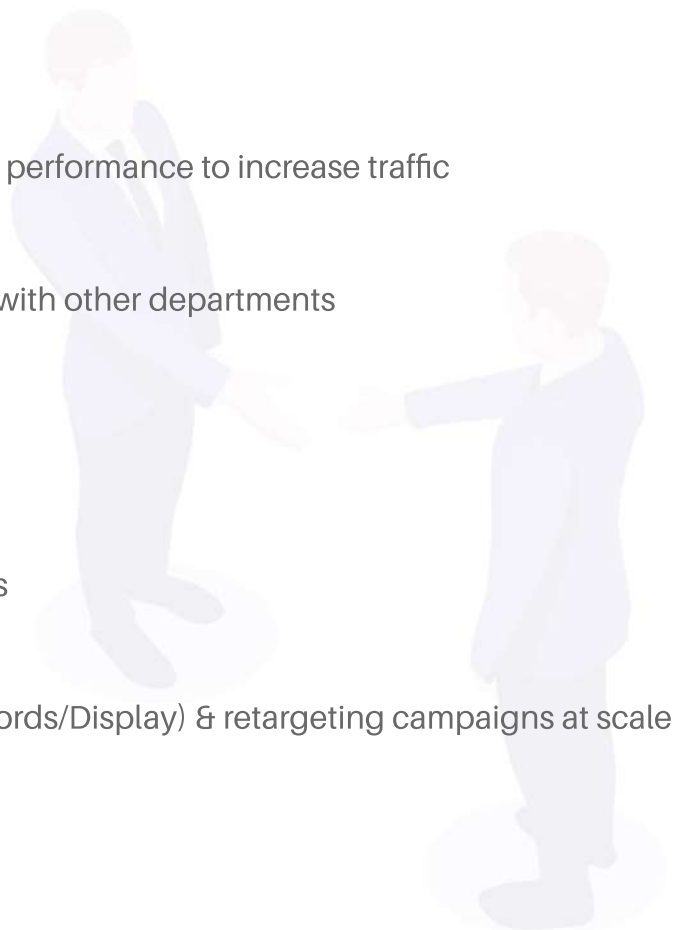 performance to increase traffic
with other departments
s
ords/Display) & retargeting campaigns at scale